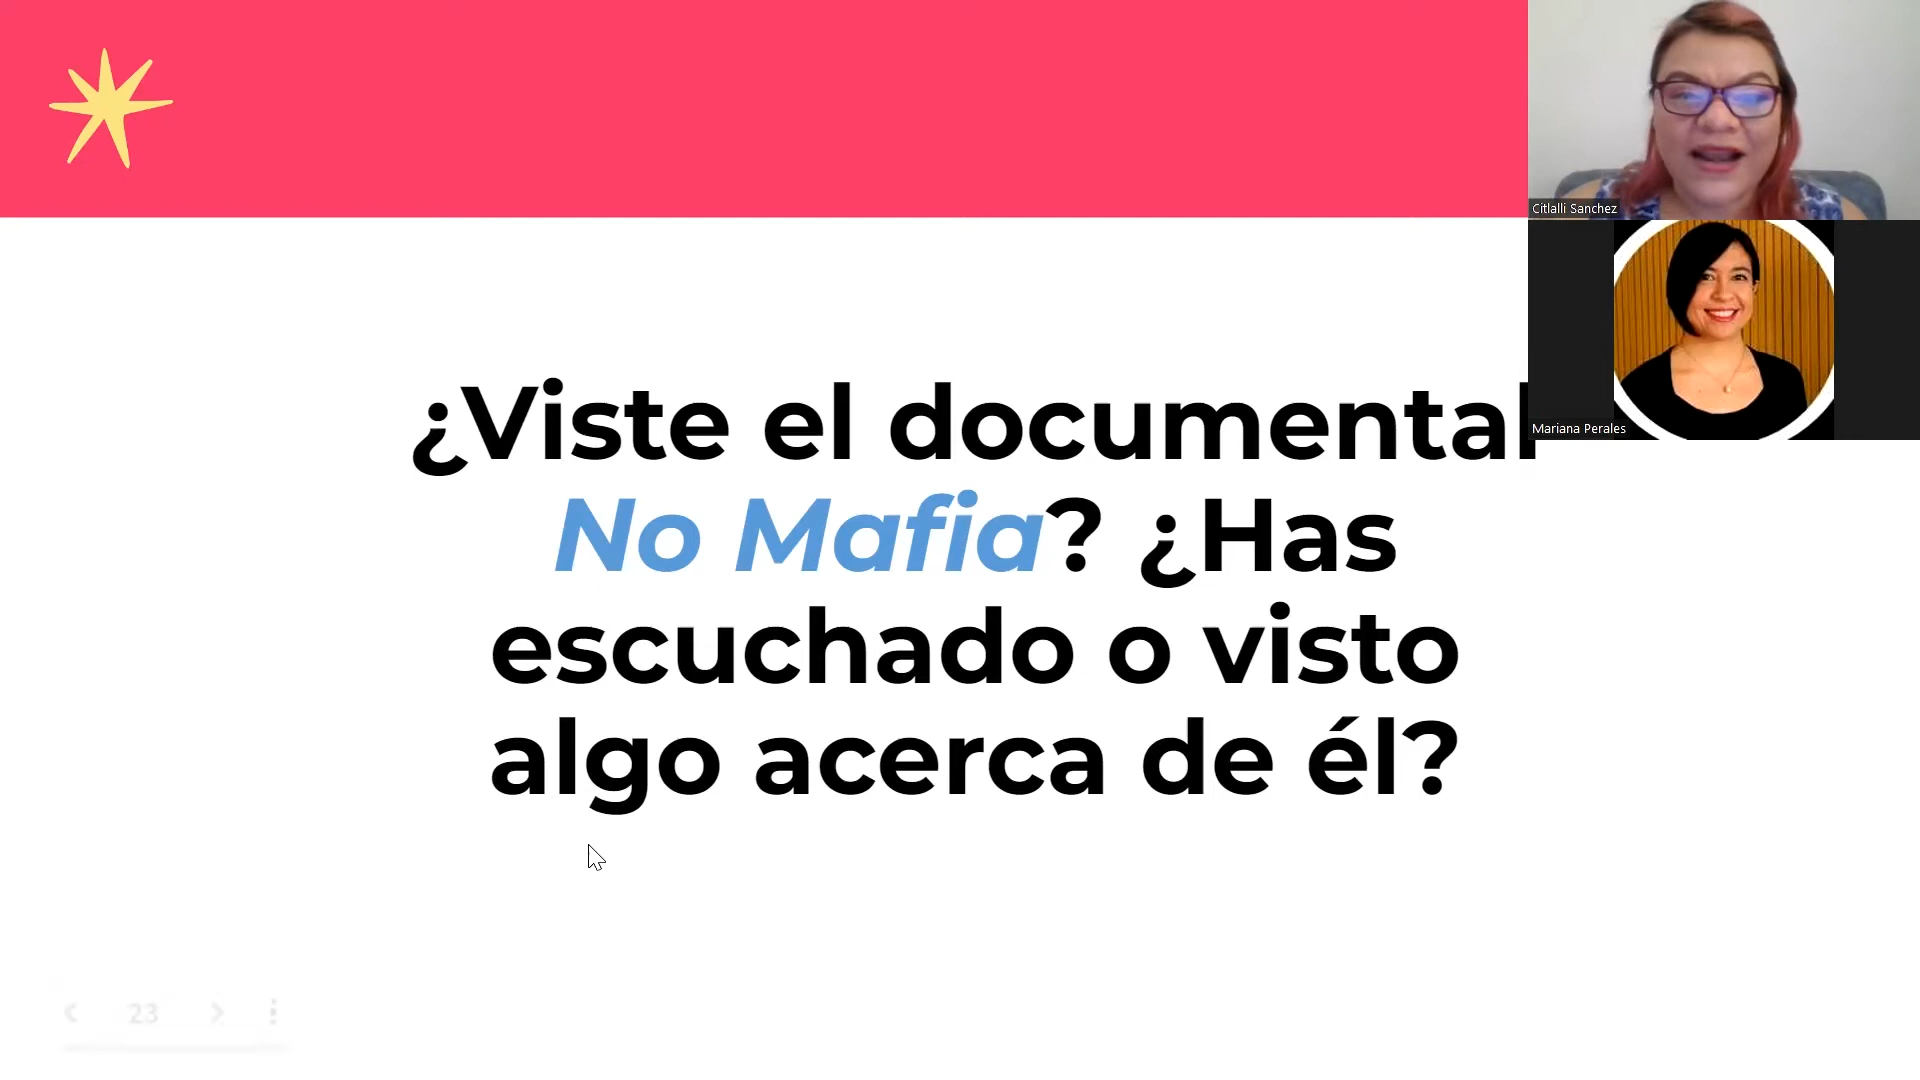 Citlalli Sanchez
Mariana Perales
¿Viste el documental
No Mafia? ¿Has
escuchado o visto
algo acerca de él?
23